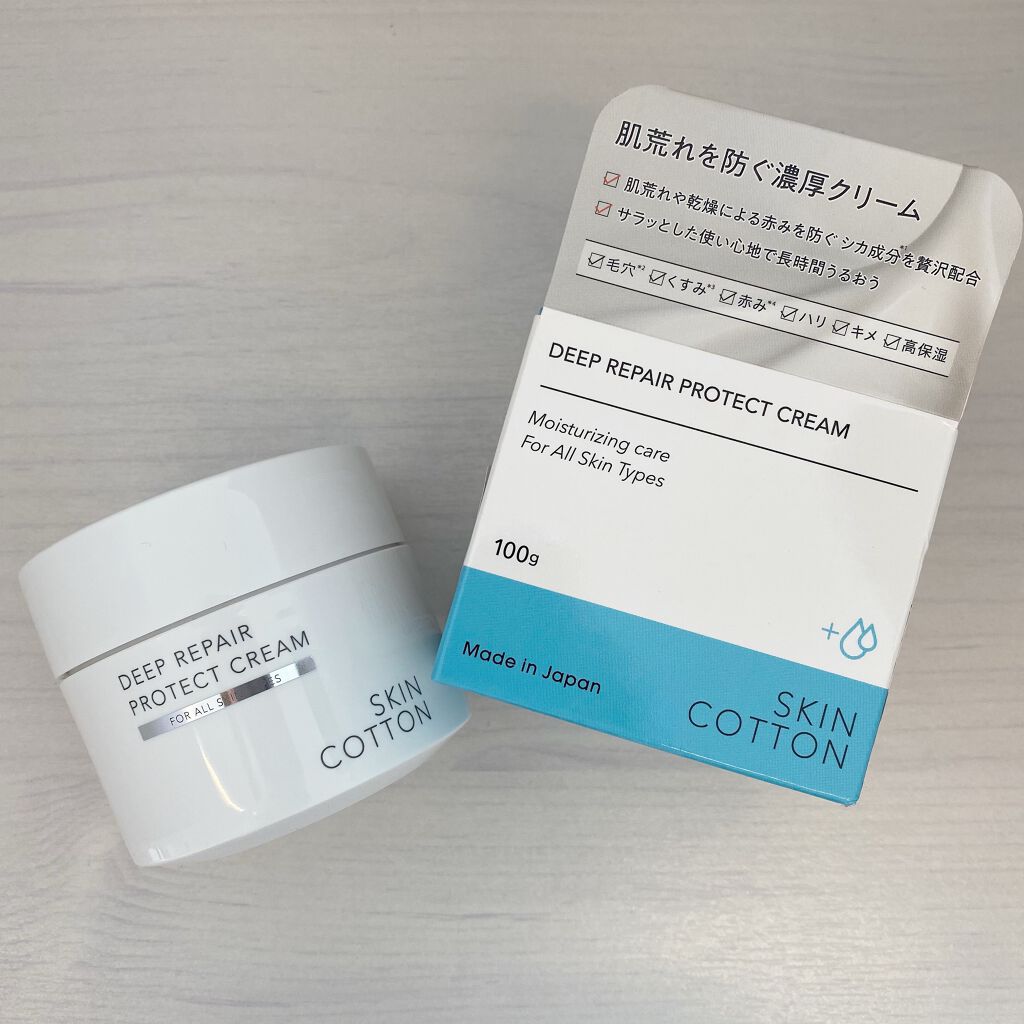 肌荒れを防ぐ濃厚クリーム
肌荒れや乾燥による赤みを防ぐ シカ成分*¹を贅沢配合
サラッとした使い心地で長時間うるおう
毛穴*² くすみ*³ 赤み*⁴ ハリ キメ 高保湿
DEEP REPAIR PROTECT CREAM
Moisturizing care
For All Skin Types
100g
Made in Japan
SKIN
COTTON
DEEP REPAIR
PROTECT CREAM
FOR ALL
SKIN
COTTON